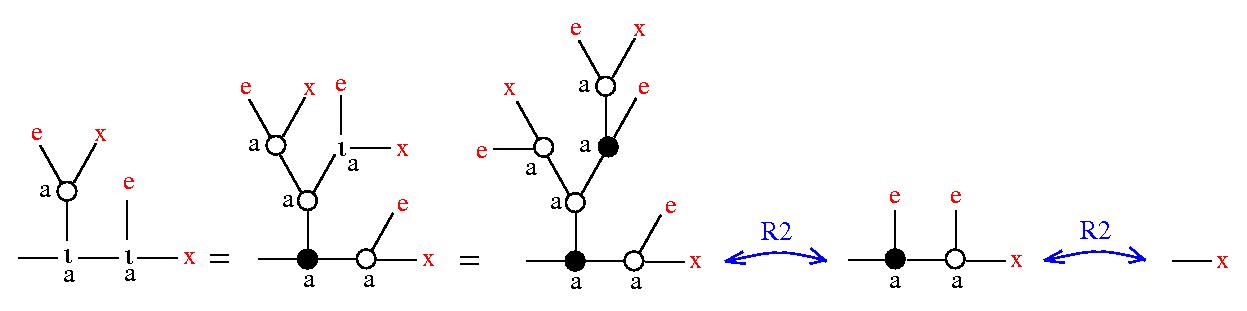 e x
e x e x e
e x e x
a a a
e x e R2 e e R2
a e ι x a a a
a e
ι ι x = x = x x x
a a a a a a a a